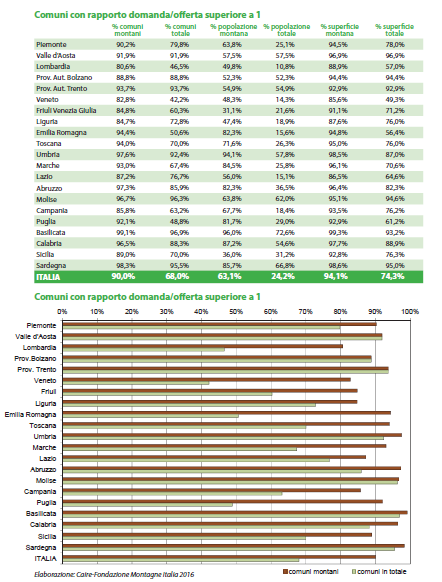 Comuni con rapporto domanda/offerta superiore a 1
% comuni montani % comuni totale % popolazione montana % popolazione totale % superficie montana % superficie totale
Piemonte 90,2% 79,8% 63,8% 25,1% 94,5% 78,0%
Valle d'Aosta 91,9% 91,9% 57,5% 57,5% 96,9% 96,9%
Lombardia 80,6% 46,5% 49,8% 10,8% 88,9% 57,0%
Prov. Aut. Bolzano 88,8% 88,8% 52,3% 52,3% 94,4% 94,4%
Prov. Aut. Trento 93,7% 93,7% 54,9% 54,9% 92,9% 92,9%
Veneto 82,8% 42,2% 48,3% 14,3% 85,6% 49,3%
Friuli Venezia Giulia 84,8% 60,3% 31,1% 21,6% 91,1% 71,2%
Liguria 84,7% 72,8% 47,4% 18,9% 87,6% 76,0%
Emilia Romagna 94,4% 50,6% 82,3% 15,6% 94,8% 56,4%
Toscana 94,0% 70,0% 71,6% 26,3% 95,0% 76,0%
Umbria 97,6% 92,4% 94,1% 57,8% 98,5% 87,0%
Marche 93,0% 67,4% 84,5% 25,8% 96,1% 70,6%
Lazio 87,2% 76,7% 56,0% 15,1% 86,5% 64,6%
Abruzzo 97,3% 85,9% 82,3% 36,5% 96,4% 82,3%
Molise 96,7% 96,3% 63,8% 62,0% 95,1% 94,6%
Campania 85,8% 63,2% 67,7% 18,4% 93,5% 76,2%
Puglia 92,1% 48,8% 81,7% 29,0% 92,9% 61,2%
Basilicata 99,1% 96,9% 96,0% 72,6% 99,3% 93,2%
Calabria 96,5% 88,3% 87,2% 54,6% 97,7% 88,9%
Sicilia 89,0% 70,0% 36,0% 31,2% 92,8% 76,3%
Sardegna 98,3% 95,5% 85,7% 66,8% 98,6% 95,0%
ITALIA 90,0% 68,0% 63,1% 24,2% 94,1% 74,3%
Comuni con rapporto domanda/offerta superiore a 1
0% 10% 20% 30% 40% 50% 60% 70% 80% 90% 100%
Piemonte
Valle d'Aosta
Lombardia
Prov.Bolzano
Prov. Trento
Veneto
Friuli
Liguria
Emilia Romagna
Toscana
Umbria
Marche
Lazio
Abruzzo
Molise
Campania
Puglia
Basilicata
Calabria
Sicilia
Sardegna
ITALIA
comuni montani comuni in totale
Elaborazione: Caire-Fondazione Montagne Italia 2016